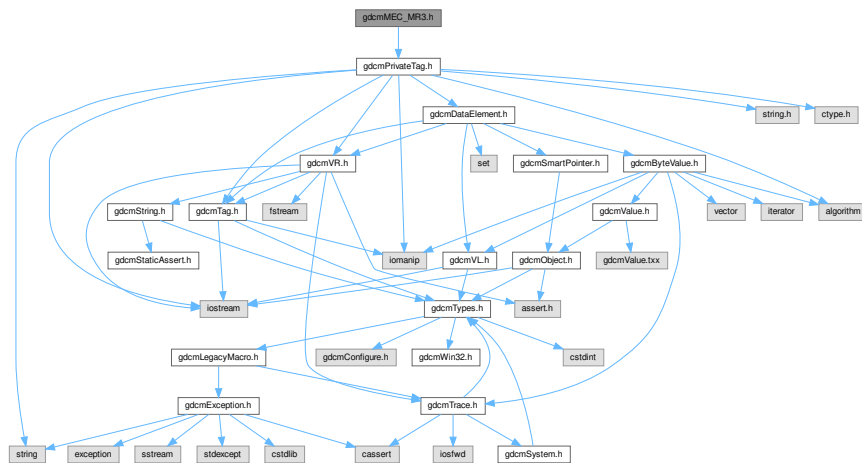 gdcmMEC_MR3.h
gdcmPrivateTag.h
gdcmDataElement.h
string.h
ctype.h
gdcmVR.h
set
gdcmSmartPointer.h
gdcmByteValue.h
gdcmString.h
gdcmTag.h
fstream
gdcmValue.h
vector
iterator
algorithm
gdcmStaticAssert.h
iomanip
gdcmVL.h
gdcmObject.h
gdcmValue.txx
iostream
gdcmTypes.h
assert.h
gdcmLegacyMacro.h
gdcmConfigure.h
gdcmWin32.h
cstdint
gdcmException.h
gdcmTrace.h
string
exception
sstream
stdexcept
cstdlib
cassert
iosfwd
gdcmSystem.h